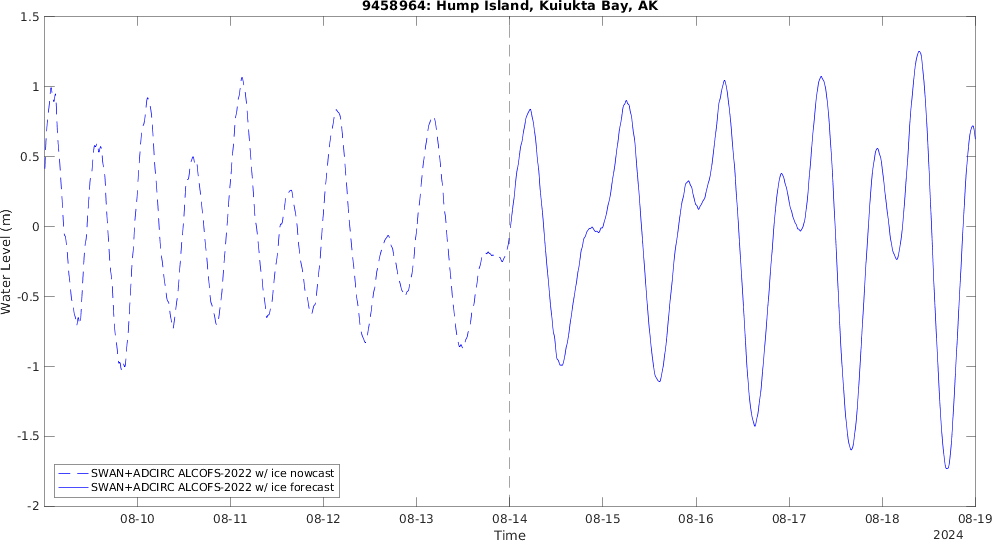 9458964: Hump Island, Kuiukta Bay, AK
1.5
1
0.5
0
-0.5
-1
-1.5
-2
Water Level (m)
SWAN+ADCIRC ALCOFS-2022 w/ ice nowcast
SWAN+ADCIRC ALCOFS-2022 w/ ice forecast
08-10 08-11 08-12 08-13 08-14 08-15 08-16 08-17 08-18 08-19
Time
2024